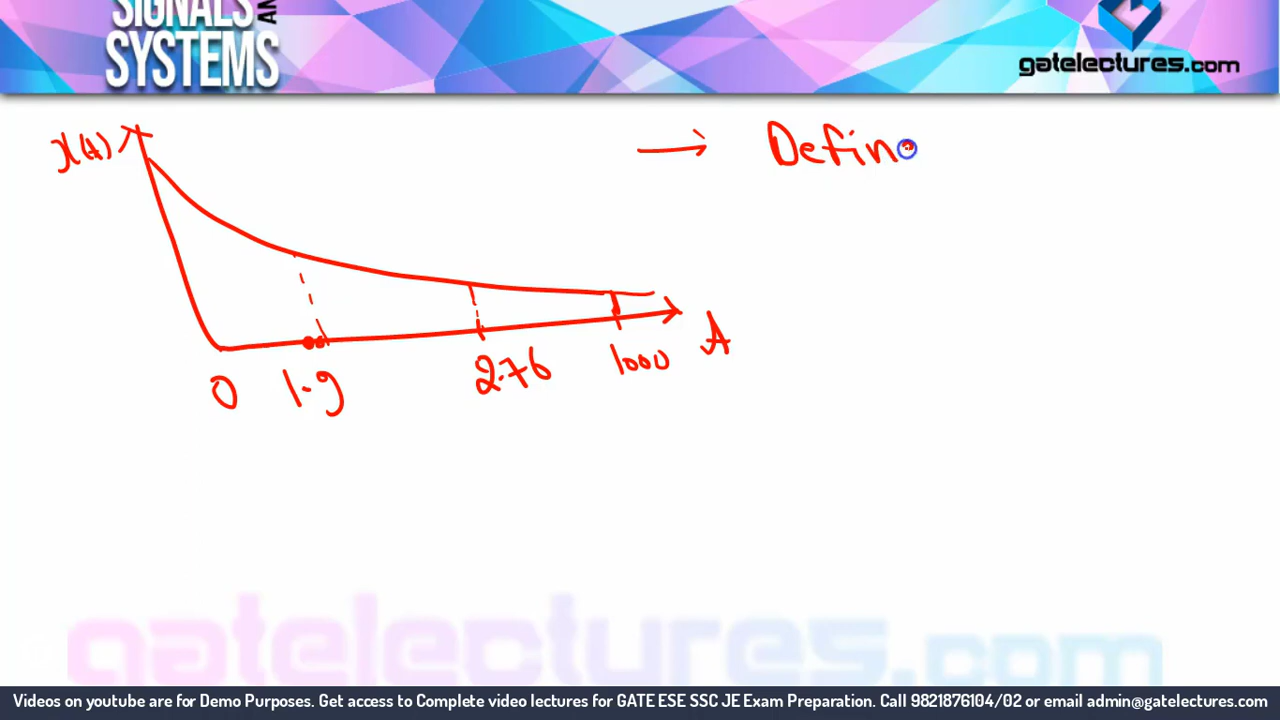 SIGNALS AND
SYSTEMS
gatelectures.com
x(t)
→ Defin
0 1.9 2.76 1000
gatelectures.com
Videos on youtube are for Demo Purposes. Get access to Complete video lectures for GATE ESE SSC JE Exam Preparation. Call 9821876104/02 or email admin@gatelectures.com